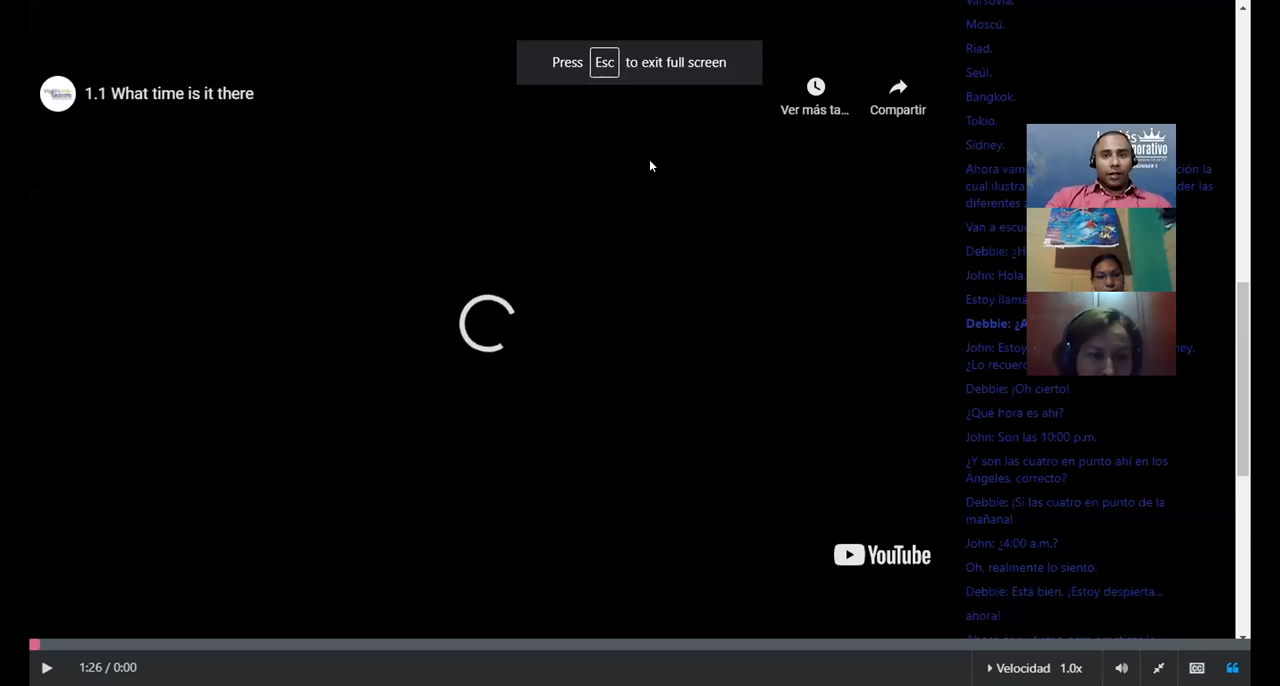 Press Esc to exit full screen
1.1 What time is it there
Ver más ta...
Compartir
YouTube
1:26 / 0:00
Velocidad 1.0x
CC
Varsovia.
Moscú.
Riad.
Seúl.
Bangkok.
Tokio.
Sídney.
Ahora vam
ción la
cual ilustra
der las
diferentes
Van a escu
Debbie: ¿H
John: Hola.
Estoy llamá
Debbie: ¿A
John: Estoy
ney.
¿Lo recuer
Debbie: ¡Oh cierto!
¿Qué hora es ahí?
John: Son las 10:00 p.m.
¿Y son las cuatro en punto ahí en los
Ángeles, correcto?
Debbie: ¡Si las cuatro en punto de la
mañana!
John: ¿4:00 a.m.?
Oh, realmente lo siento.
Debbie: Está bien. ¡Estoy despierta...
ahora!